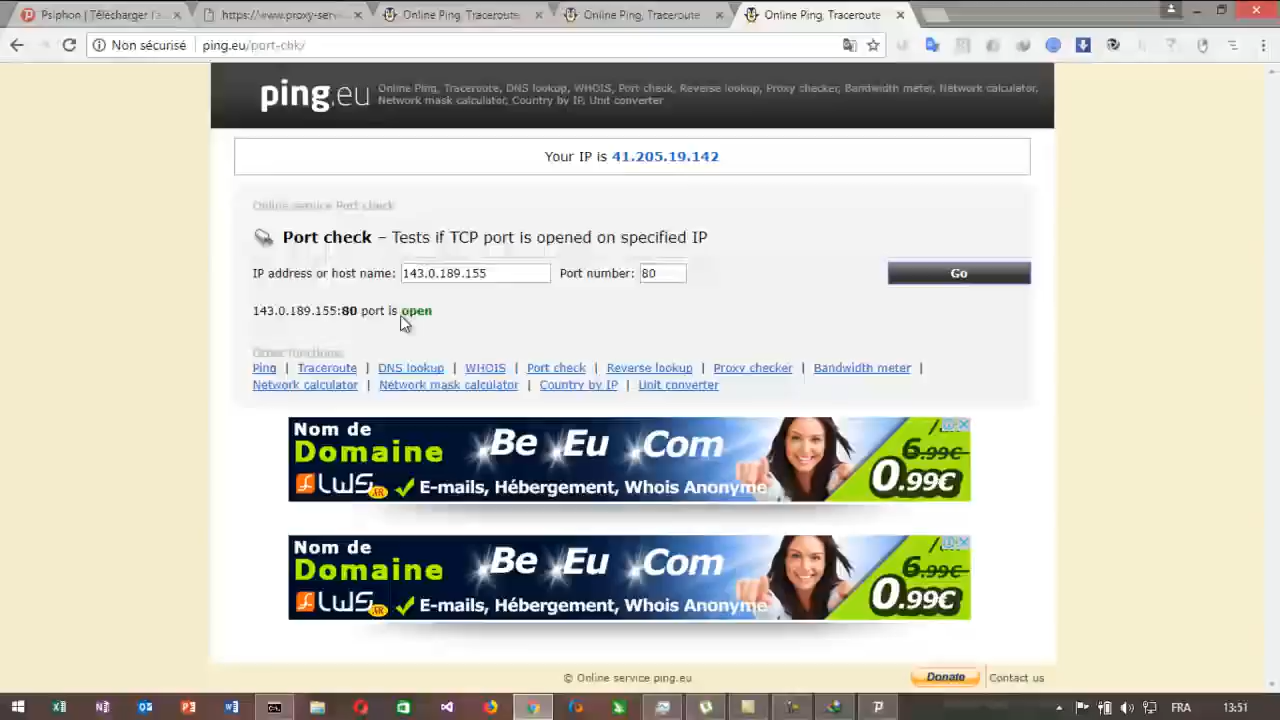 Psiphon | Télécharger l'a
https://www.proxy-serv
Online Ping, Traceroute
Online Ping, Traceroute
Online Ping, Traceroute
Non sécurisé
ping.eu/port-chk/
ping.eu
Online Ping, Traceroute, DNS lookup, WHOIS, Port check, Reverse lookup, Proxy checker, Bandwidth meter, Network calculator,
Network mask calculator, Country by IP, Unit converter
Your IP is 41.205.19.142
Online service Port check
Port check – Tests if TCP port is opened on specified IP
IP address or host name: 143.0.189.155 Port number: 80 Go
143.0.189.155:80 port is open
Other functions:
Ping | Traceroute | DNS lookup | WHOIS | Port check | Reverse lookup | Proxy checker | Bandwidth meter |
Network calculator | Network mask calculator | Country by IP | Unit converter
Nom de
Domaine
.Be .Eu .Com
6.99€
0.99€
LWS.FR
E-mails, Hébergement, Whois Anonyme
Nom de
Domaine
.Be .Eu .Com
6.99€
0.99€
LWS.FR
E-mails, Hébergement, Whois Anonyme
© Online service ping.eu
Donate
Contact us
FRA
13:51